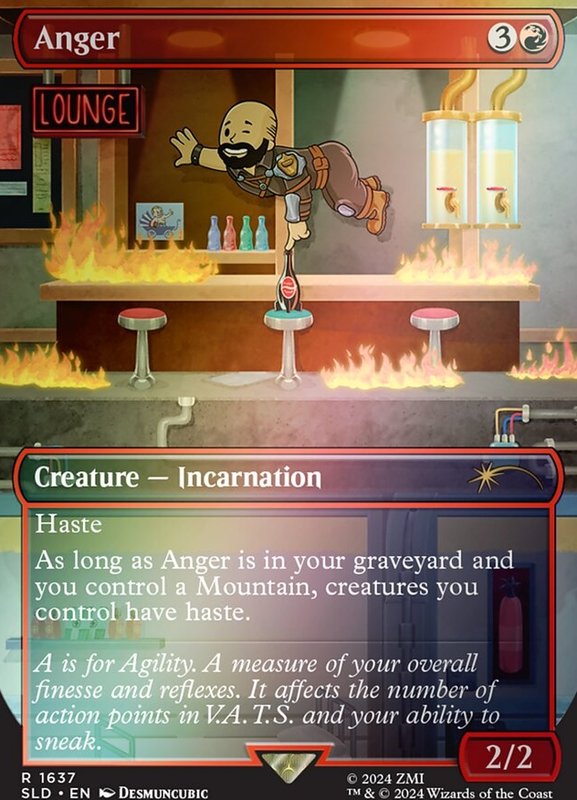 Anger 3
LOUNGE
Creature — Incarnation
Haste
As long as Anger is in your graveyard and
you control a Mountain, creatures you
control have haste.
A is for Agility. A measure of your overall
finesse and reflexes. It affects the number of
action points in V.A.T.S. and your ability to
sneak.
2/2
R 1637
SLD • EN DESMUNCUBIC
© 2024 ZMI
™ & © 2024 Wizards of the Coast